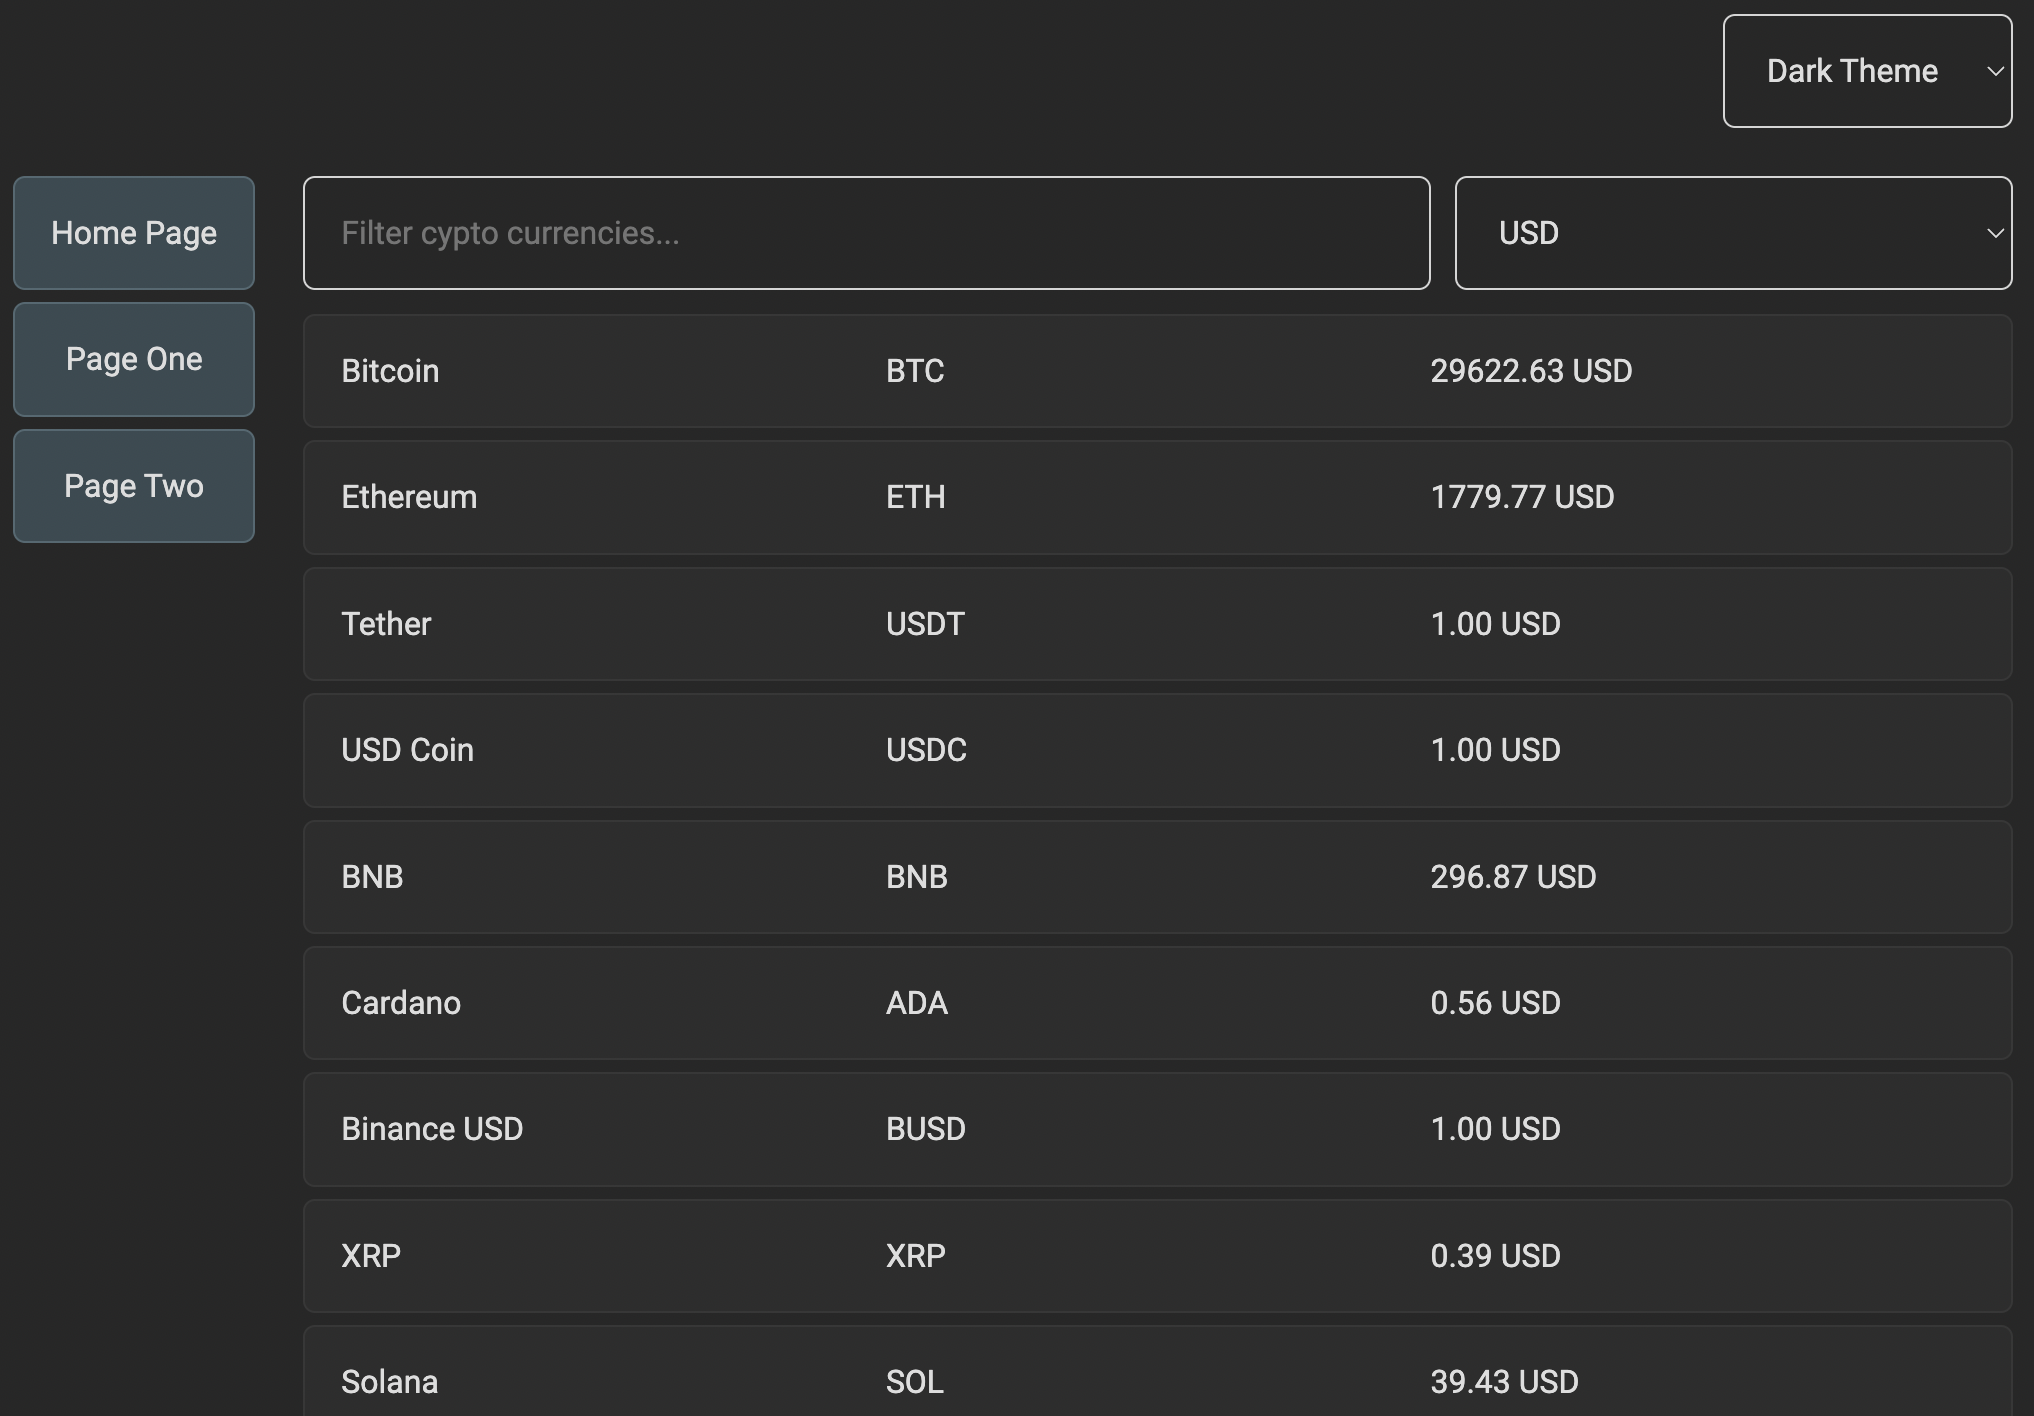 Dark Theme
Home Page
Page One
Page Two
Filter cypto currencies...
USD
Bitcoin BTC 29622.63 USD
Ethereum ETH 1779.77 USD
Tether USDT 1.00 USD
USD Coin USDC 1.00 USD
BNB BNB 296.87 USD
Cardano ADA 0.56 USD
Binance USD BUSD 1.00 USD
XRP XRP 0.39 USD
Solana SOL 39.43 USD